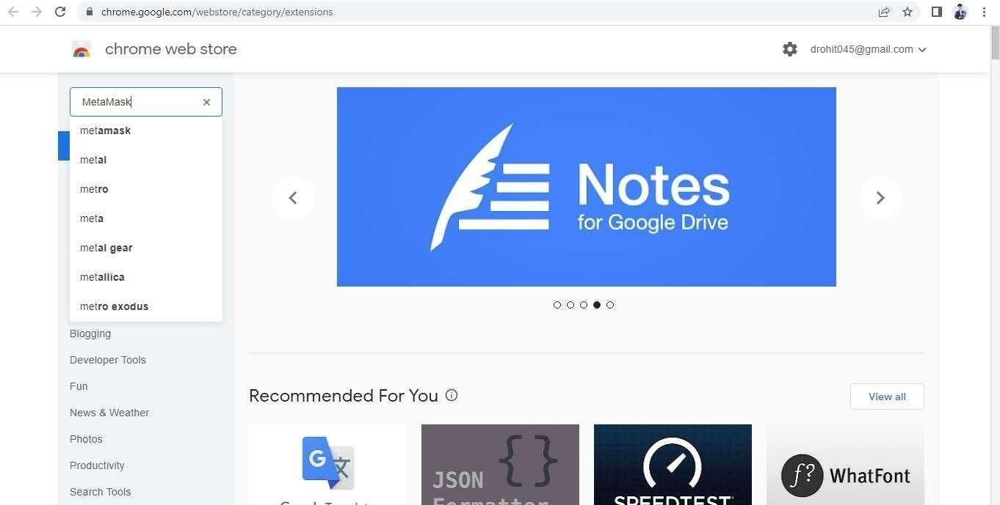 chrome.google.com/webstore/category/extensions
chrome web store
drohit045@gmail.com
MetaMask
metamask
metal
metro
meta
metal gear
metallica
metro exodus
Blogging
Developer Tools
Fun
News & Weather
Photos
Productivity
Search Tools
Notes
for Google Drive
Recommended For You
View all
G
JSON
Formatter
SPEEDTEST
f?
WhatFont